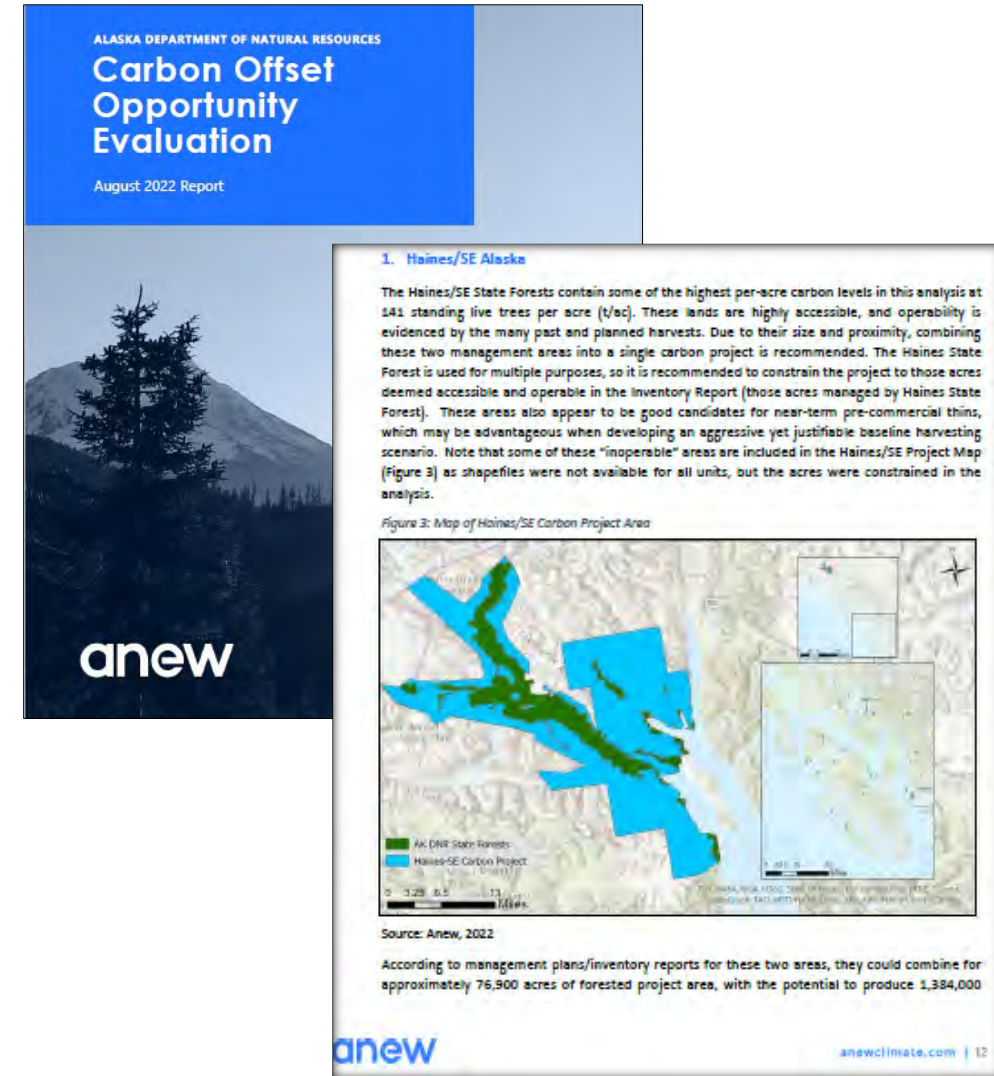 ALASKA DEPARTMENT OF NATURAL RESOURCES
Carbon Offset
Opportunity
Evaluation
August 2022 Report
anew
1. Haines/SE Alaska
The Haines/SE State Forests contain some of the highest per-acre carbon levels in this analysis at
141 standing live trees per acre (t/ac). These lands are highly accessible, and operability is
evidenced by the many past and planned harvests. Due to their size and proximity, combining
these two management areas into a single carbon project is recommended. The Haines State
Forest is used for multiple purposes, so it is recommended to constrain the project to those acres
deemed accessible and operable in the Inventory Report (those acres managed by Haines State
Forest). These areas also appear to be good candidates for near-term pre-commercial thins,
which may be advantageous when developing an aggressive yet justifiable baseline harvesting
scenario. Note that some of these "inoperable" areas are included in the Haines/SE Project Map
(Figure 3) as shapefiles were not available for all units, but the acres were constrained in the
analysis.
Figure 3: Map of Haines/SE Carbon Project Area
AK DNR State Forests
Haines-SE Carbon Project
0 3.25 6.5 13
Miles
Source: Anew, 2022
According to management plans/inventory reports for these two areas, they could combine for
approximately 76,900 acres of forested project area, with the potential to produce 1,384,000
anew
anewclimate.com | 12